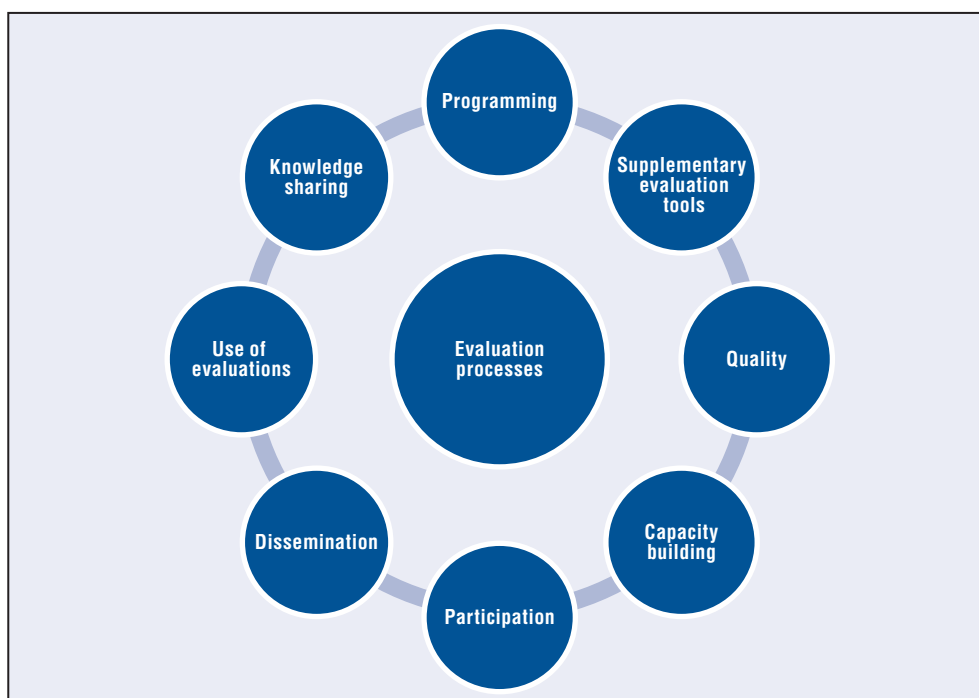 Programming
Supplementary
evaluation
tools
Quality
Capacity
building
Participation
Dissemination
Use of
evaluations
Knowledge
sharing
Evaluation
processes